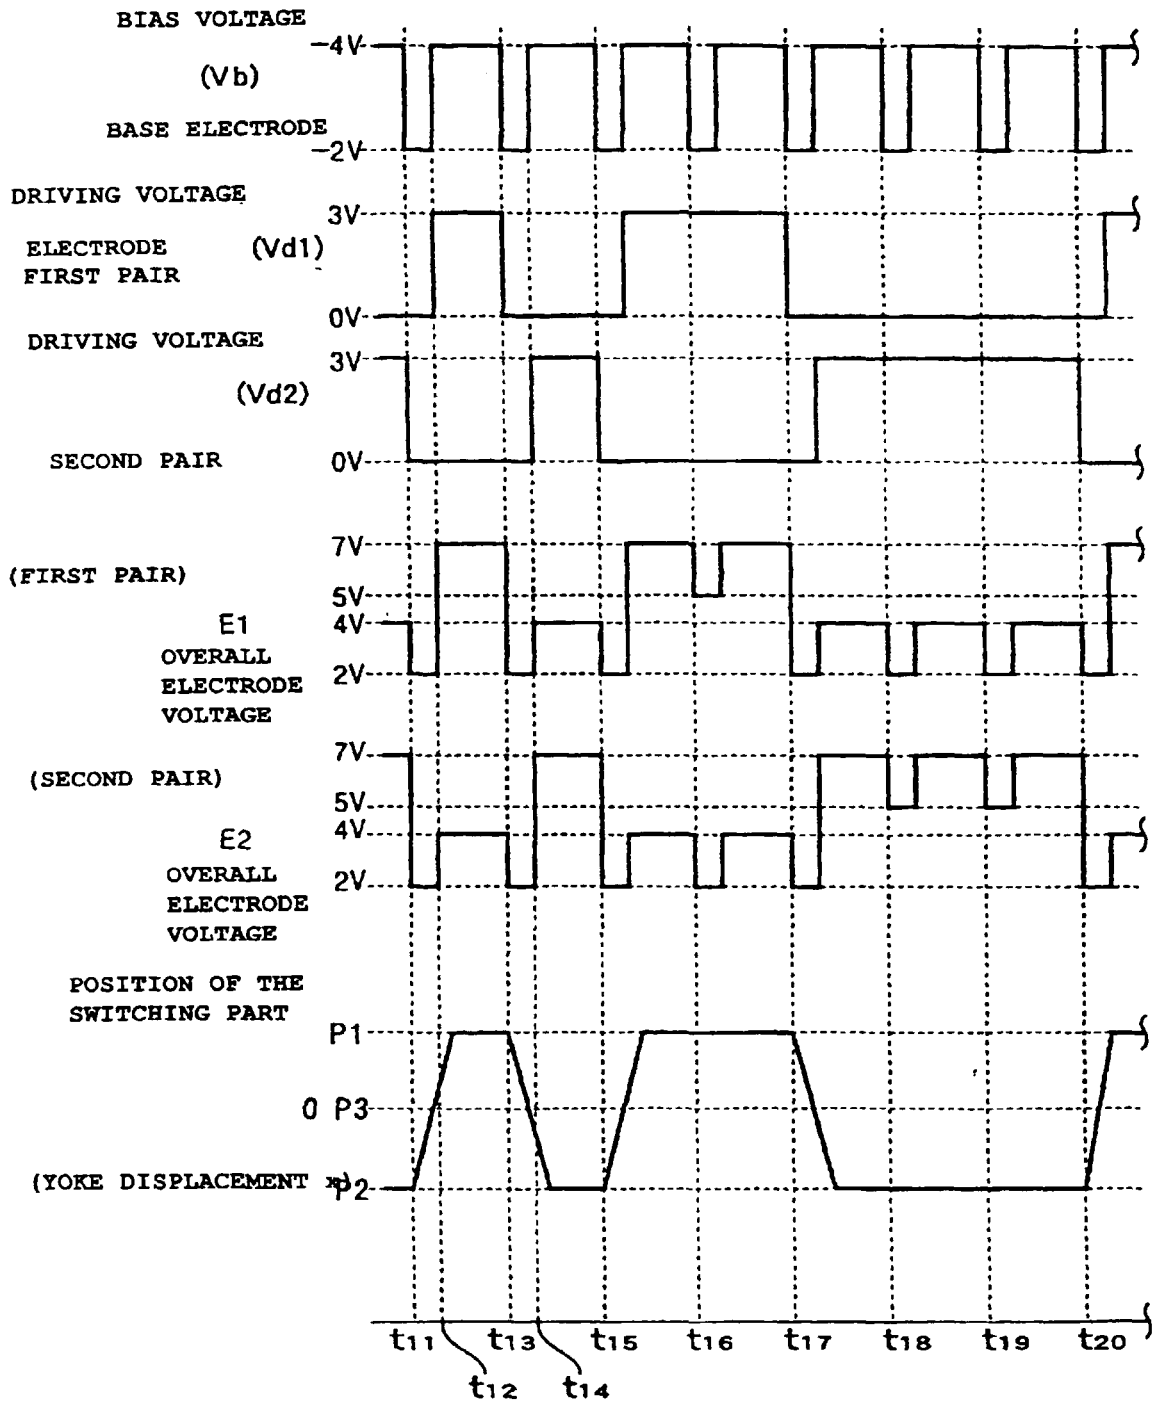 BIAS VOLTAGE
-4V
(Vb)
BASE ELECTRODE
-2V
DRIVING VOLTAGE
3V
ELECTRODE (Vd1)
FIRST PAIR
0V
DRIVING VOLTAGE
3V
(Vd2)
SECOND PAIR 0V
7V
(FIRST PAIR)
5V
E1 4V
OVERALL
ELECTRODE 2V
VOLTAGE
7V
(SECOND PAIR)
5V
E2 4V
OVERALL 2V
ELECTRODE
VOLTAGE
POSITION OF THE
SWITCHING PART
P1
0 P3
(YOKE DISPLACEMENT x) P2
t11 t13 t15 t16 t17 t18 t19 t20
t12 t14